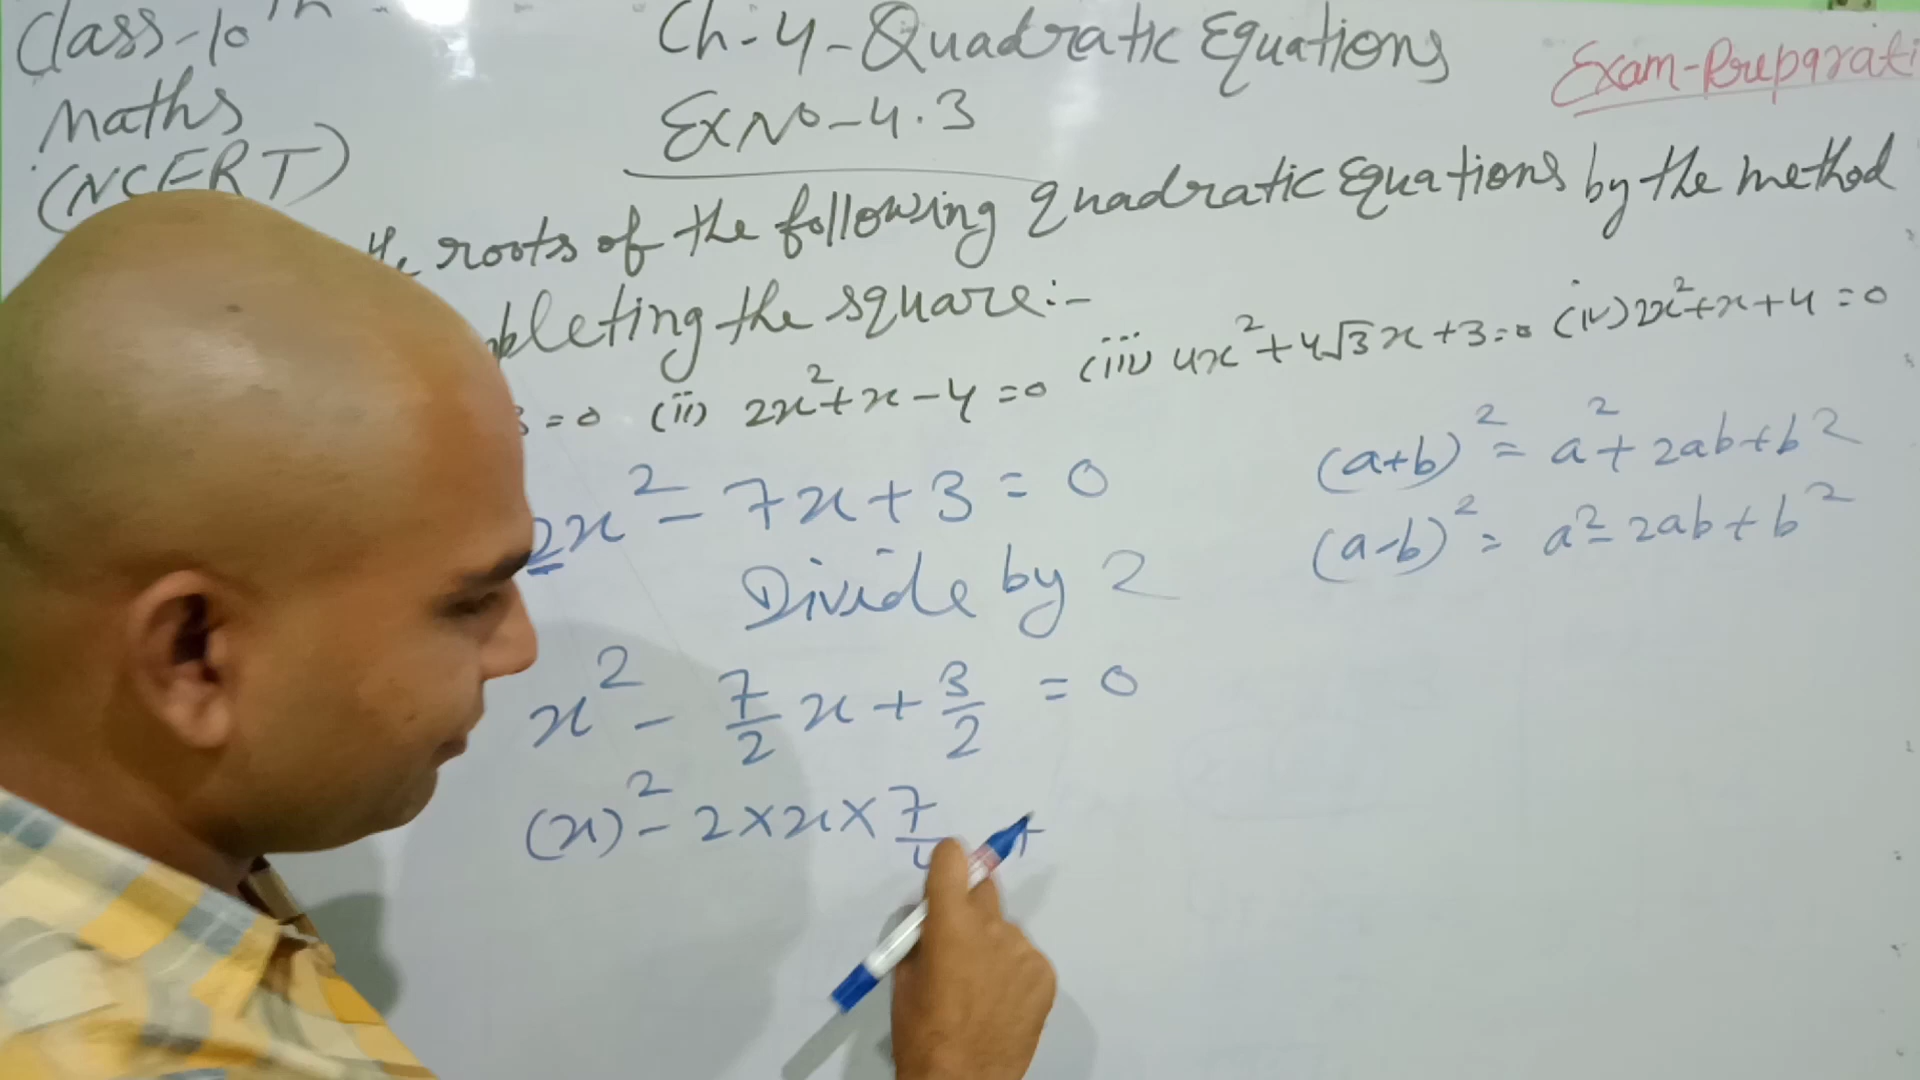 Class-10th
Maths
(NCERT)
Ch-4-Quadratic Equations
Ex No-4.3
Exam-Preparati
roots of the following quadratic Equations by the method
pleting the square:-
3=0 (ii) 2x²+x-4=0 (iii) 4x²+4√3x+3=0 (iv) 2x²+x+4=0
2x²-7x+3=0
Divide by 2
x²-7/2x+3/2=0
(x)²-2×x×7/4+
(a+b)²=a²+2ab+b²
(a-b)²=a²-2ab+b²